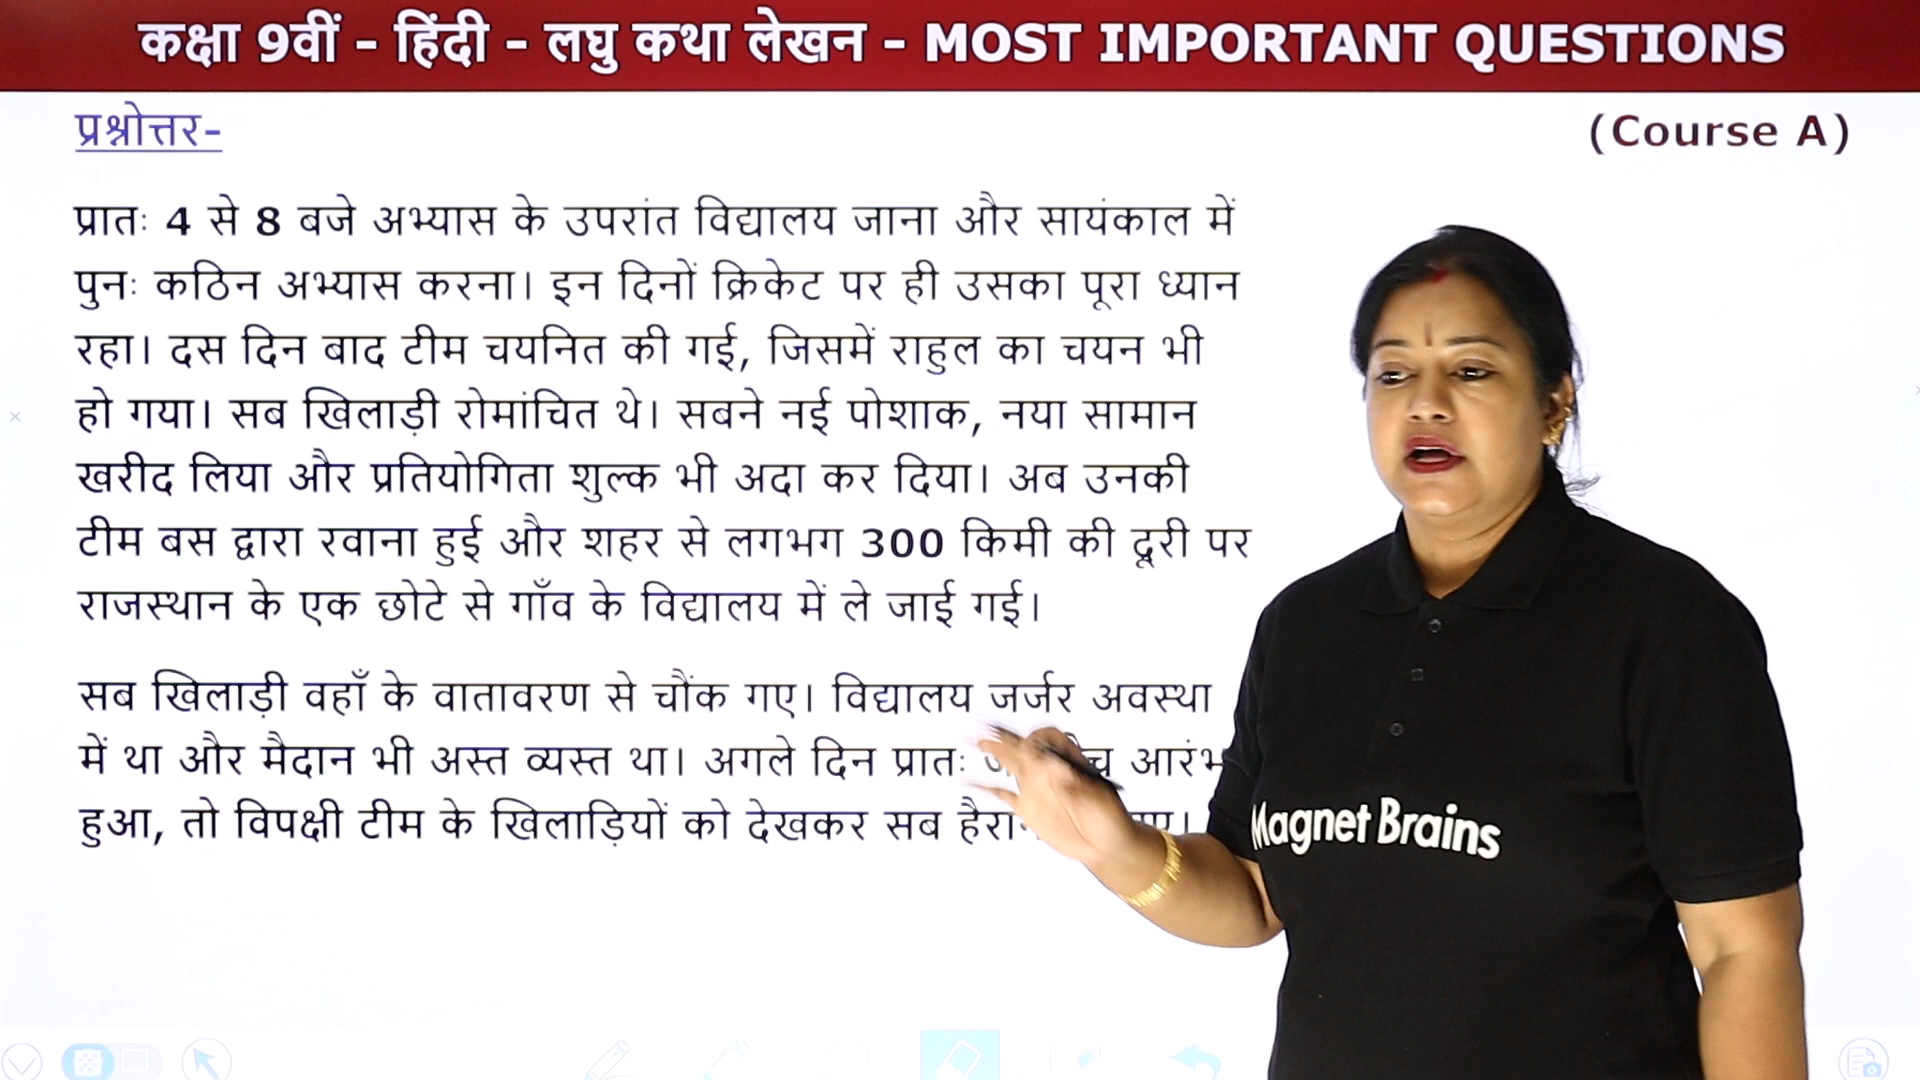 कक्षा 9वीं - हिंदी - लघु कथा लेखन - MOST IMPORTANT QUESTIONS
प्रश्नोत्तर-
(Course A)
प्रातः 4 से 8 बजे अभ्यास के उपरांत विद्यालय जाना और सायंकाल में
पुनः कठिन अभ्यास करना। इन दिनों क्रिकेट पर ही उसका पूरा ध्यान
रहा। दस दिन बाद टीम चयनित की गई, जिसमें राहुल का चयन भी
हो गया। सब खिलाड़ी रोमांचित थे। सबने नई पोशाक, नया सामान
खरीद लिया और प्रतियोगिता शुल्क भी अदा कर दिया। अब उनकी
टीम बस द्वारा रवाना हुई और शहर से लगभग 300 किमी की दूरी पर
राजस्थान के एक छोटे से गाँव के विद्यालय में ले जाई गई।
सब खिलाड़ी वहाँ के वातावरण से चौंक गए। विद्यालय जर्जर अवस्था
में था और मैदान भी अस्त व्यस्त था। अगले दिन प्रातः आरंभ
हुआ, तो विपक्षी टीम के खिलाड़ियों को देखकर सब
Magnet Brains